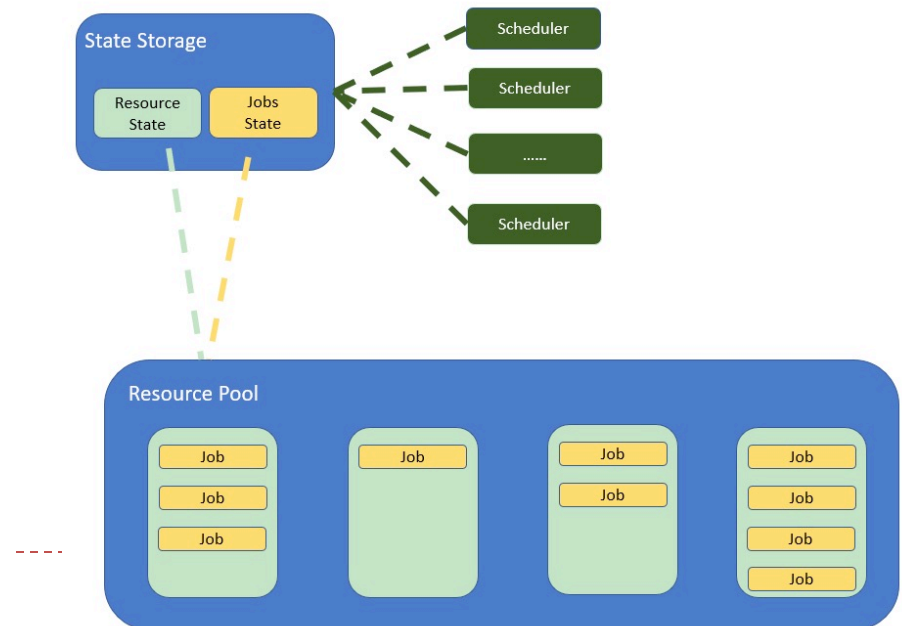 State Storage
Resource
State
Jobs
State
Scheduler
Scheduler
......
Scheduler
Resource Pool
Job
Job
Job
Job
Job
Job
Job
Job
Job
Job